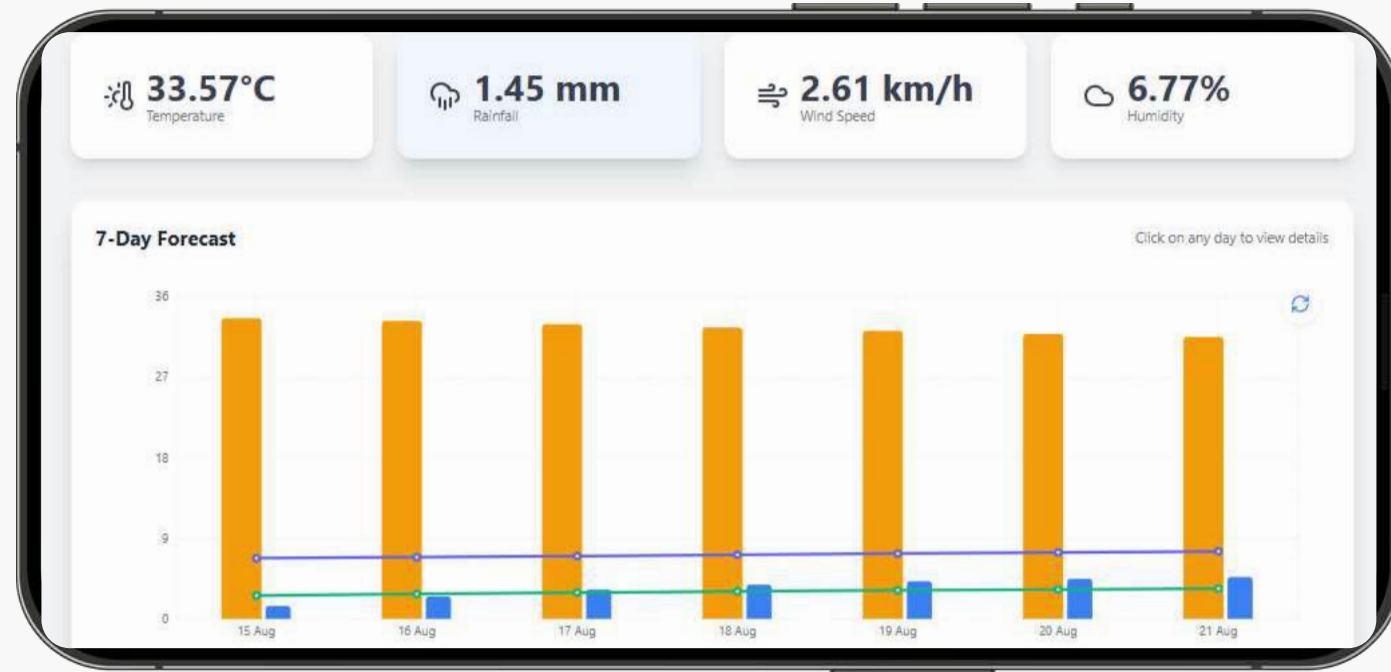 33.57°C
Temperature
1.45 mm
Rainfall
2.61 km/h
Wind Speed
6.77%
Humidity
7-Day Forecast
Click on any day to view details
36
27
18
9
0
15 Aug
16 Aug
17 Aug
18 Aug
19 Aug
20 Aug
21 Aug